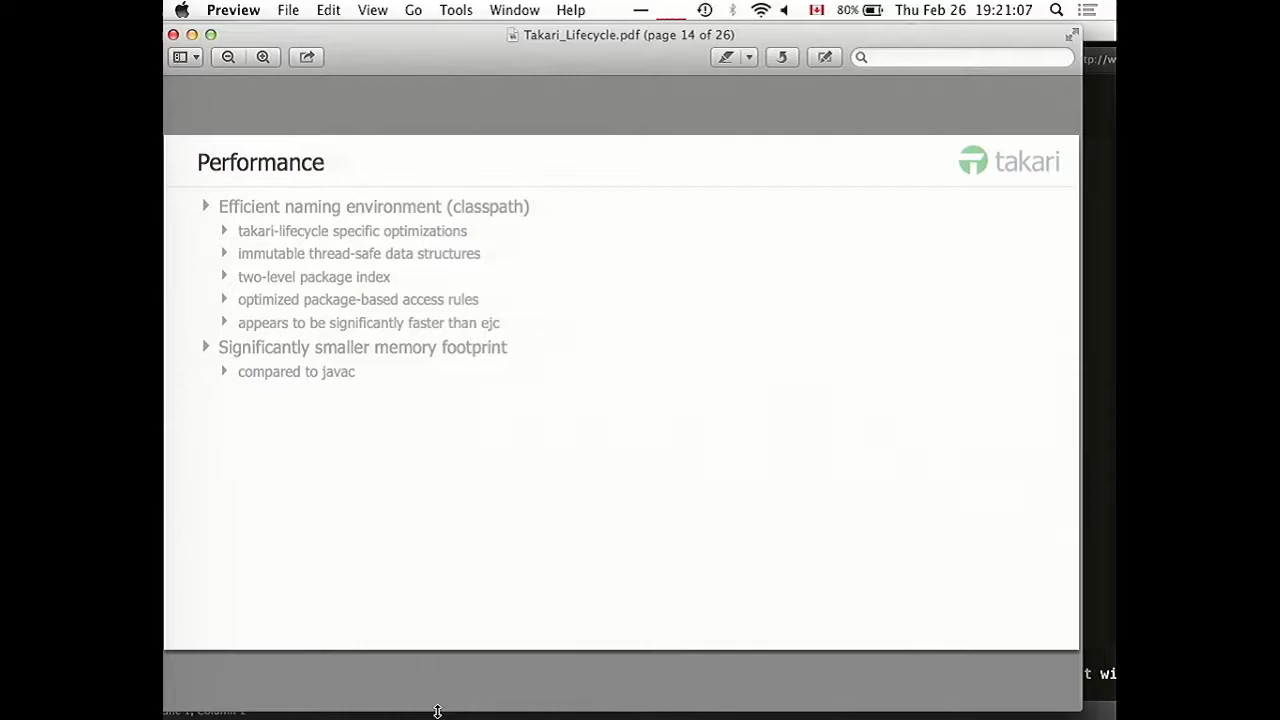 Preview File Edit View Go Tools Window Help 80% Thu Feb 26 19:21:07
Takari_Lifecycle.pdf (page 14 of 26)
tp://w
Performance
takari
Efficient naming environment (classpath)
takari-lifecycle specific optimizations
immutable thread-safe data structures
two-level package index
optimized package-based access rules
appears to be significantly faster than ejc
Significantly smaller memory footprint
compared to javac
t wi